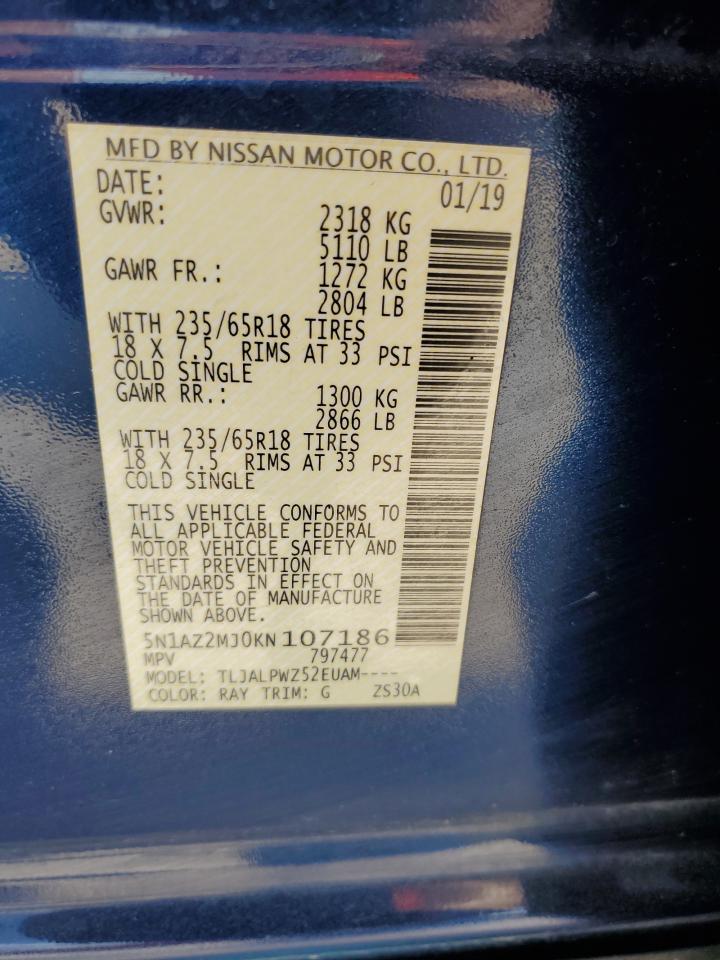 MFD BY NISSAN MOTOR CO., LTD.
DATE: 01/19
GVWR: 2318 KG
5110 LB
GAWR FR.: 1272 KG
2804 LB
WITH 235/65R18 TIRES
18 X 7.5 RIMS AT 33 PSI
COLD SINGLE
GAWR RR.: 1300 KG
2866 LB
WITH 235/65R18 TIRES
18 X 7.5 RIMS AT 33 PSI
COLD SINGLE
THIS VEHICLE CONFORMS TO
ALL APPLICABLE FEDERAL
MOTOR VEHICLE SAFETY AND
THEFT PREVENTION
STANDARDS IN EFFECT ON
THE DATE OF MANUFACTURE
SHOWN ABOVE.
5N1AZ2MJ0KN107186
MPV 797477
MODEL: TLJALPWZ52EUAM----
COLOR: RAY TRIM: G ZS30A